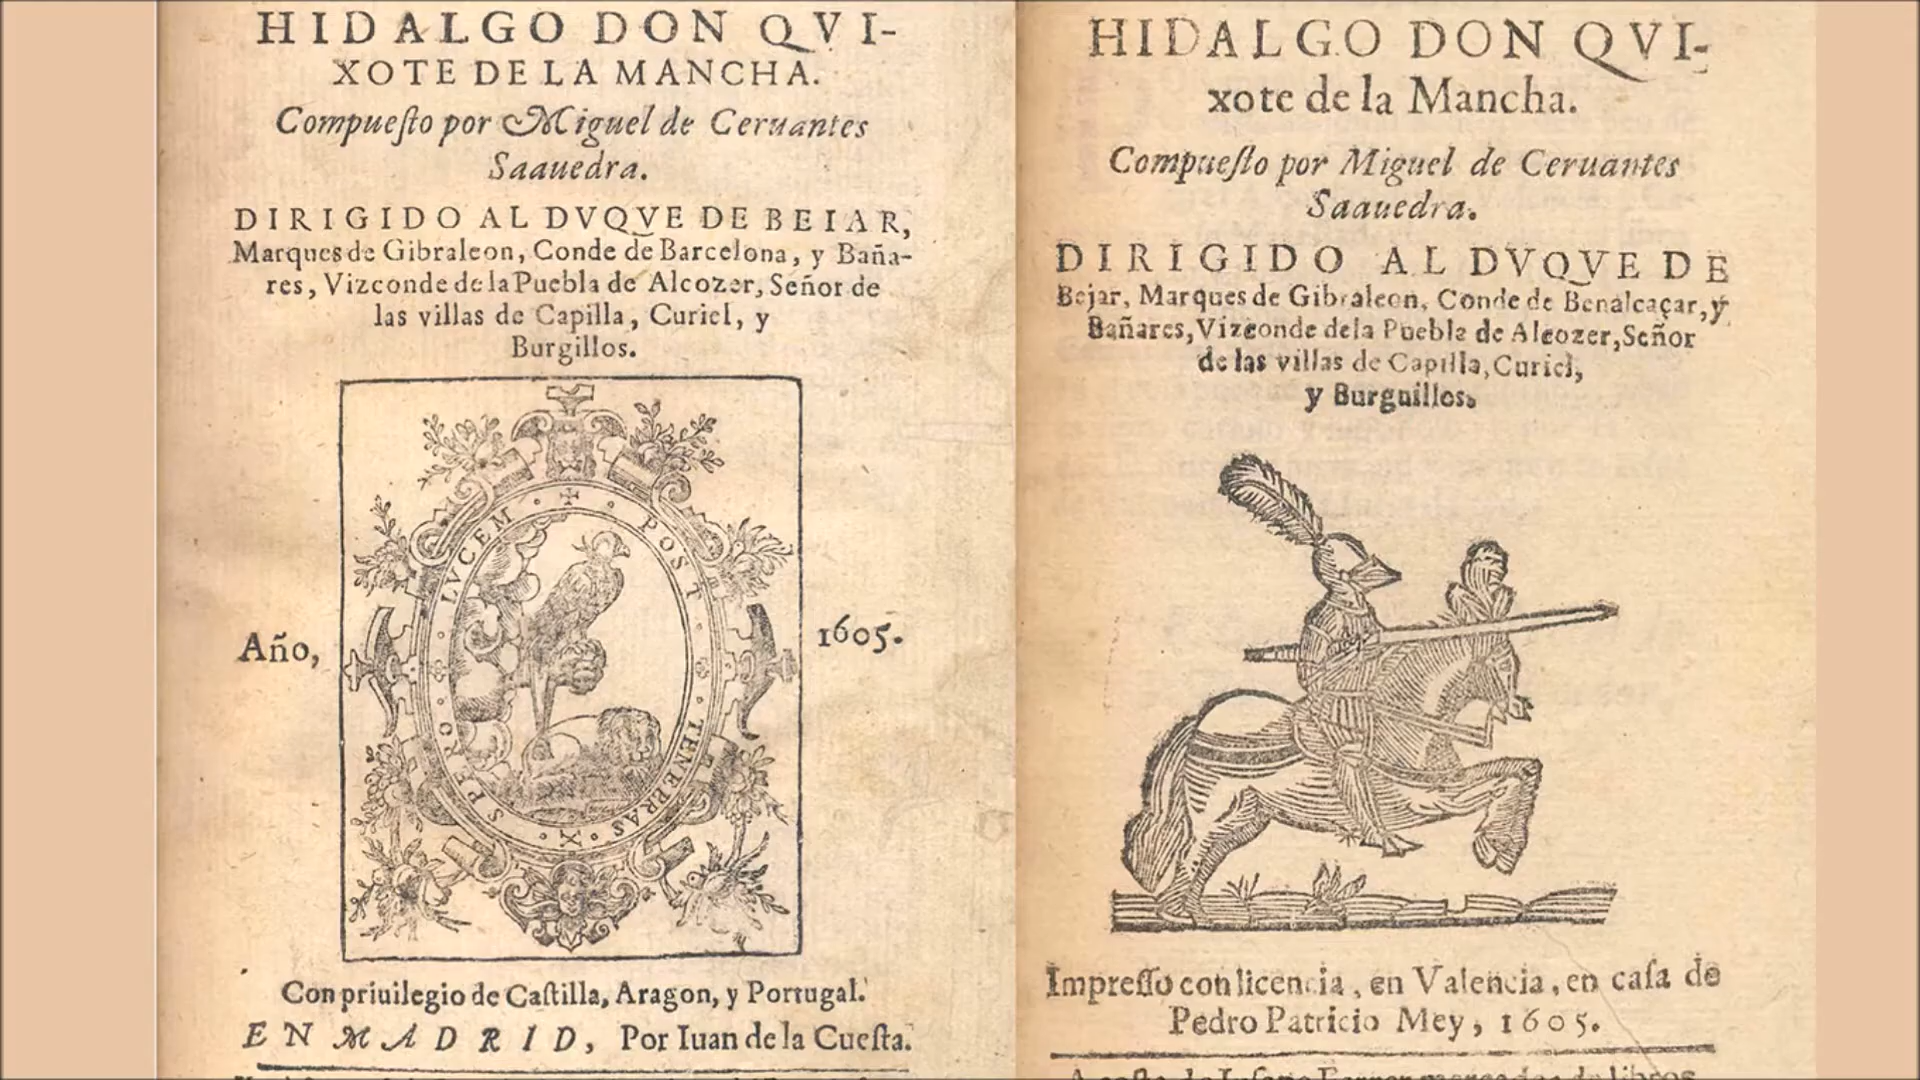 HIDALGO DON QVI-
XOTE DE LA MANCHA.
Compuesto por Miguel de Ceruantes
Saauedra.
DIRIGIDO AL DVQVE DE BEIAR,
Marques de Gibraleon, Conde de Barcelona, y Baña-
res, Vizconde de la Puebla de Alcozer, Señor de
las villas de Capilla, Curiel, y
Burgillos.
POST TENEBRAS SPERO LVCEM
Año, 1605.
Con priuilegio de Castilla, Aragon, y Portugal.
EN MADRID, Por Iuan de la Cuesta.
HIDALGO DON QVI-
xote de la Mancha.
Compuesto por Miguel de Ceruantes
Saauedra.
DIRIGIDO AL DVQVE DE
Bejar, Marques de Gibraleon, Conde de Benalcaçar, y
Bañares, Vizconde dela Puebla de Alcozer, Señor
de las villas de Capilla, Curiel,
y Burguillos.
Impresso con licencia, en Valencia, en casa de
Pedro Patricio Mey, 1605.